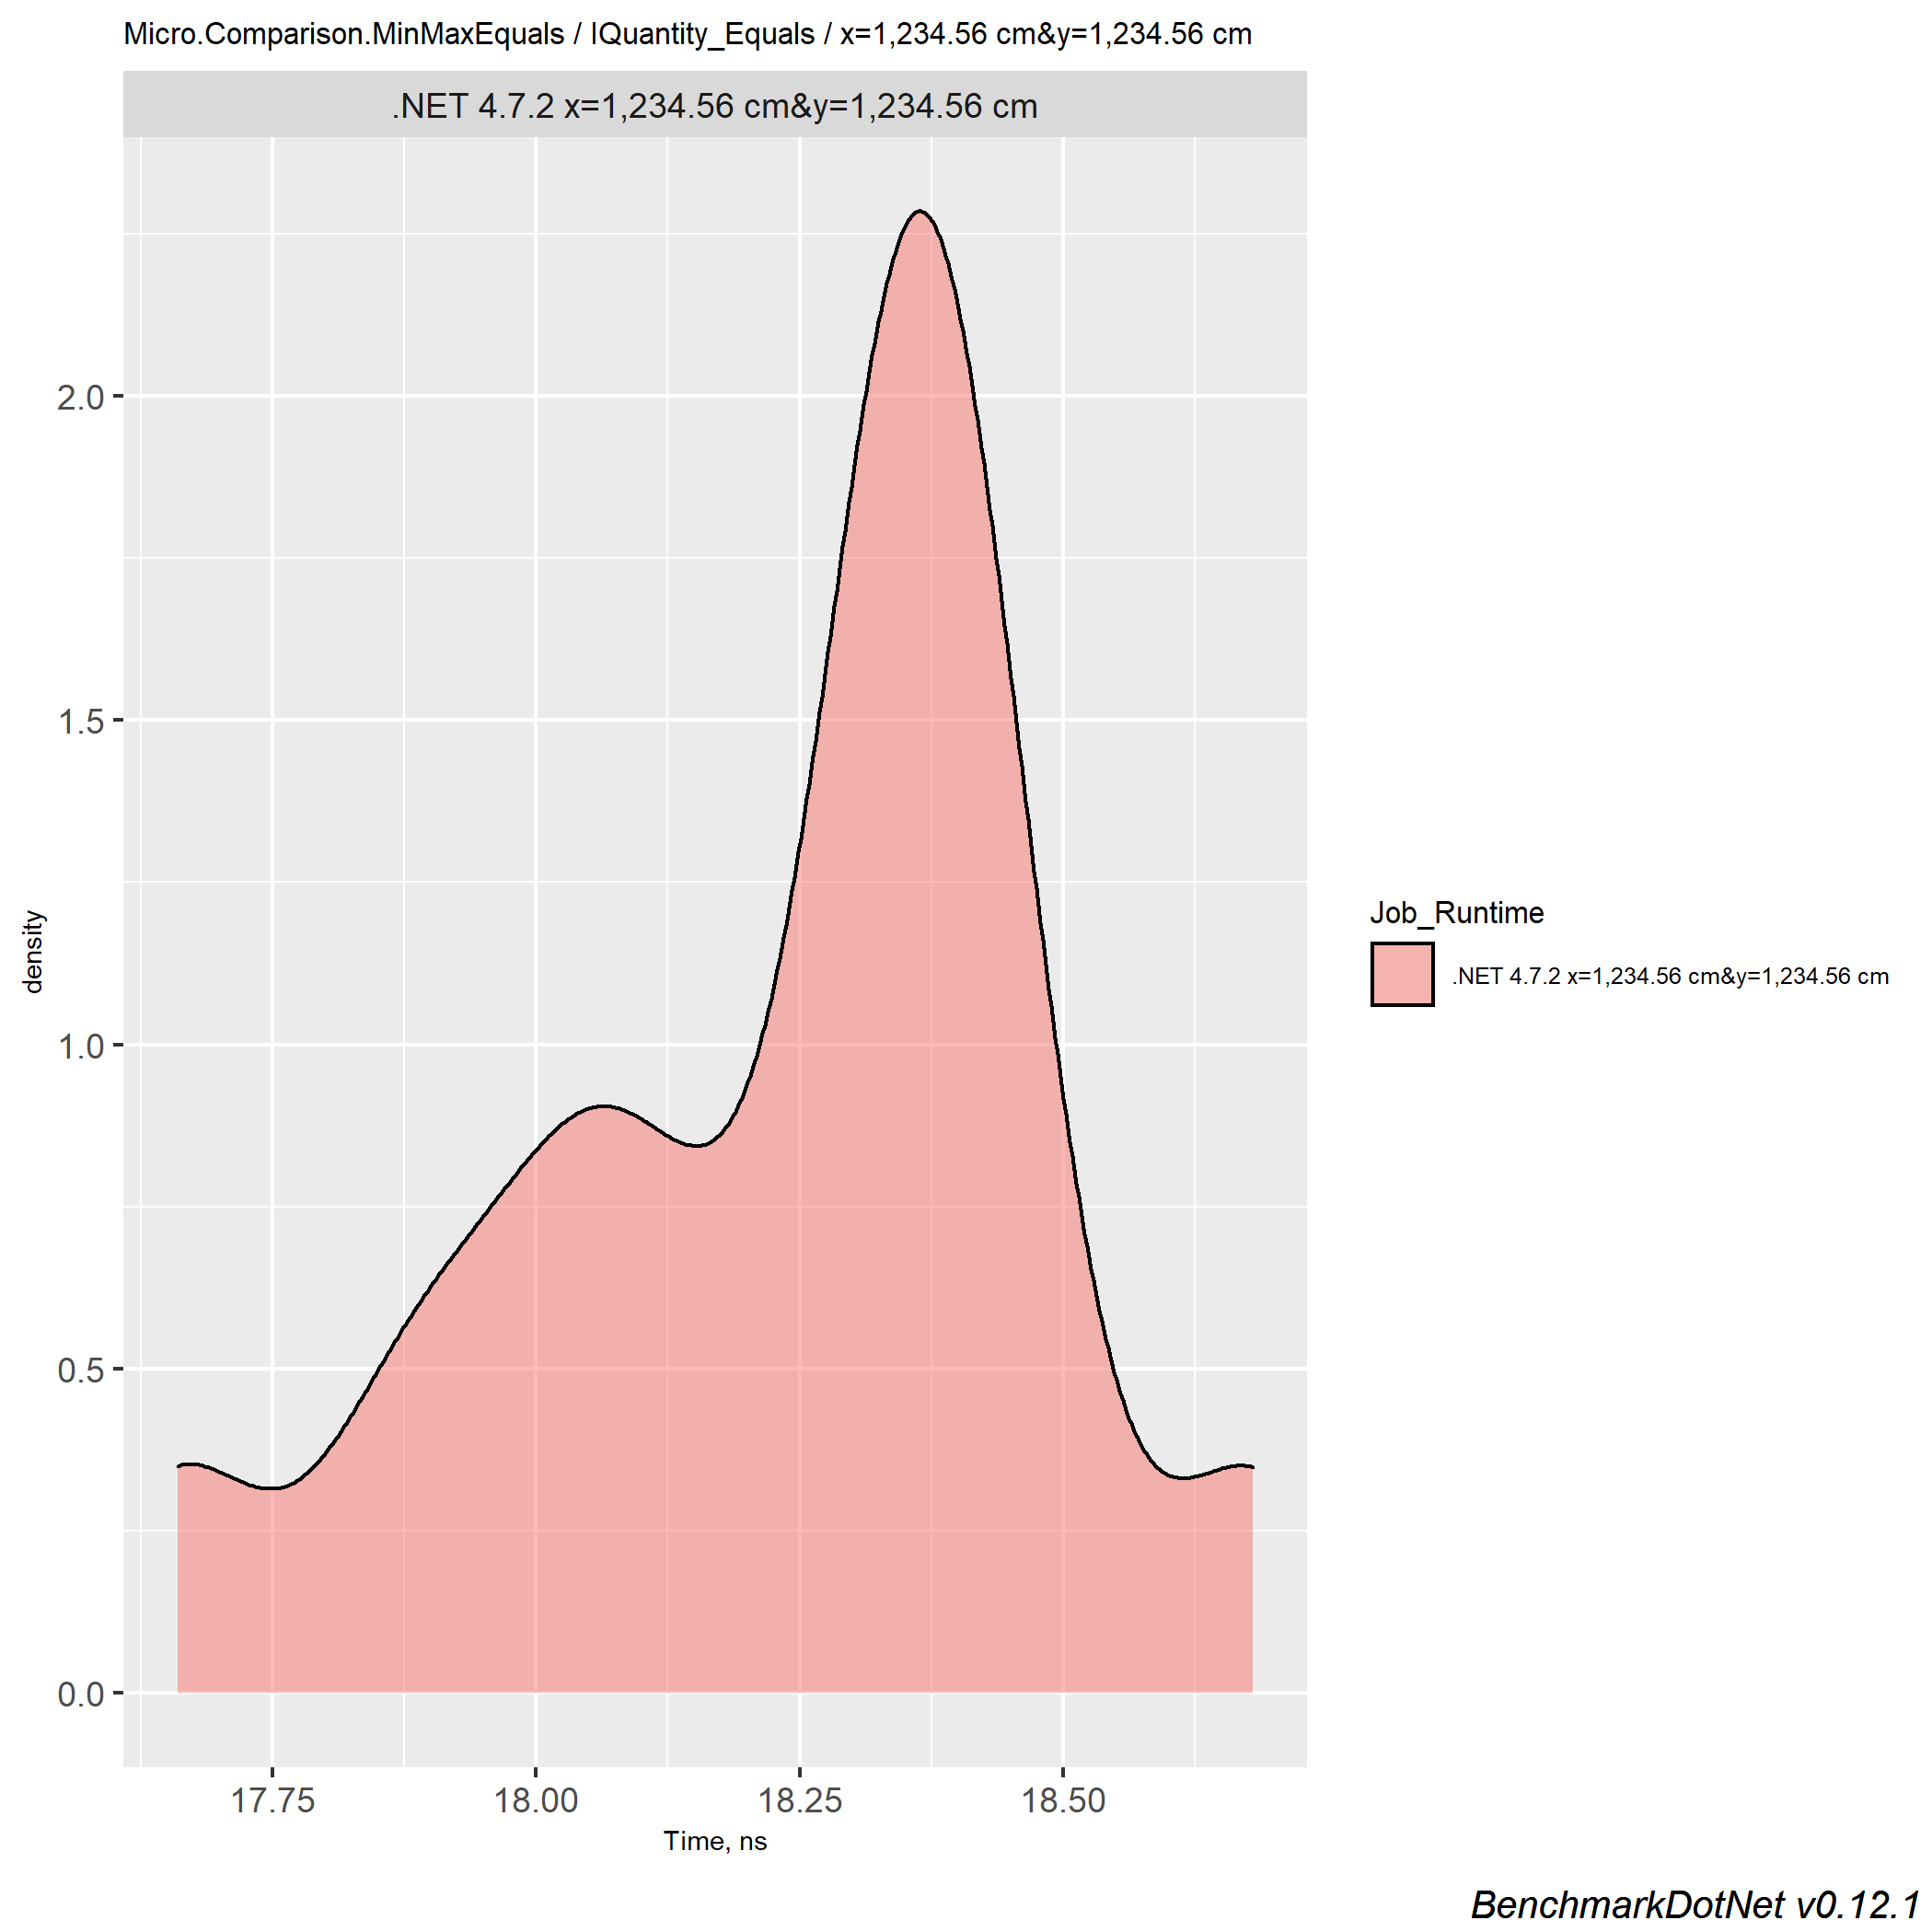 Micro.Comparison.MinMaxEquals / IQuantity_Equals / x=1,234.56 cm&y=1,234.56 cm
.NET 4.7.2 x=1,234.56 cm&y=1,234.56 cm
2.0
1.5
1.0
0.5
0.0
density
17.75 18.00 18.25 18.50
Time, ns
Job_Runtime
.NET 4.7.2 x=1,234.56 cm&y=1,234.56 cm
BenchmarkDotNet v0.12.1